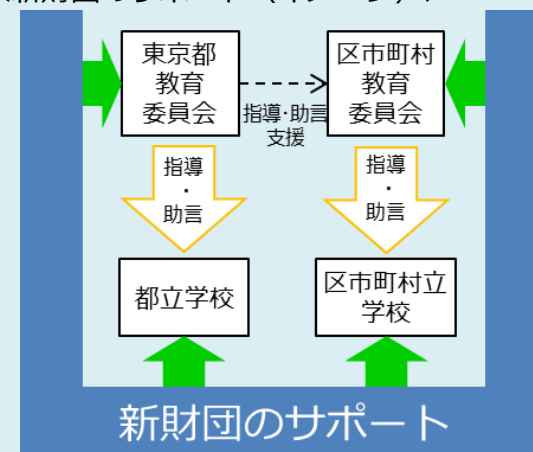 東京都
教育
委員会
区市町村
教育
委員会
指導・助言
支援
指導
・
助言
指導
・
助言
都立学校
区市町村立
学校
新財団のサポート